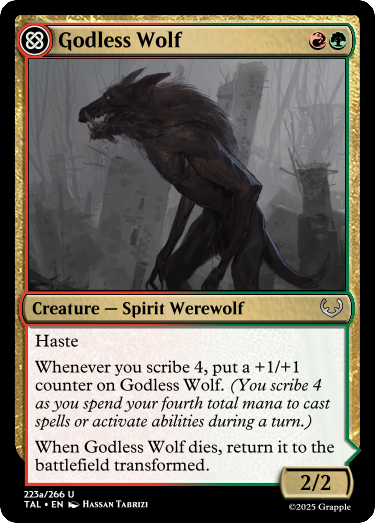 Godless Wolf
Creature — Spirit Werewolf
Haste
Whenever you scribe 4, put a +1/+1
counter on Godless Wolf. (You scribe 4
as you spend your fourth total mana to cast
spells or activate abilities during a turn.)
When Godless Wolf dies, return it to the
battlefield transformed.
2/2
223a/266 U
TAL • EN Hassan Tabrizi
©2025 Grapple